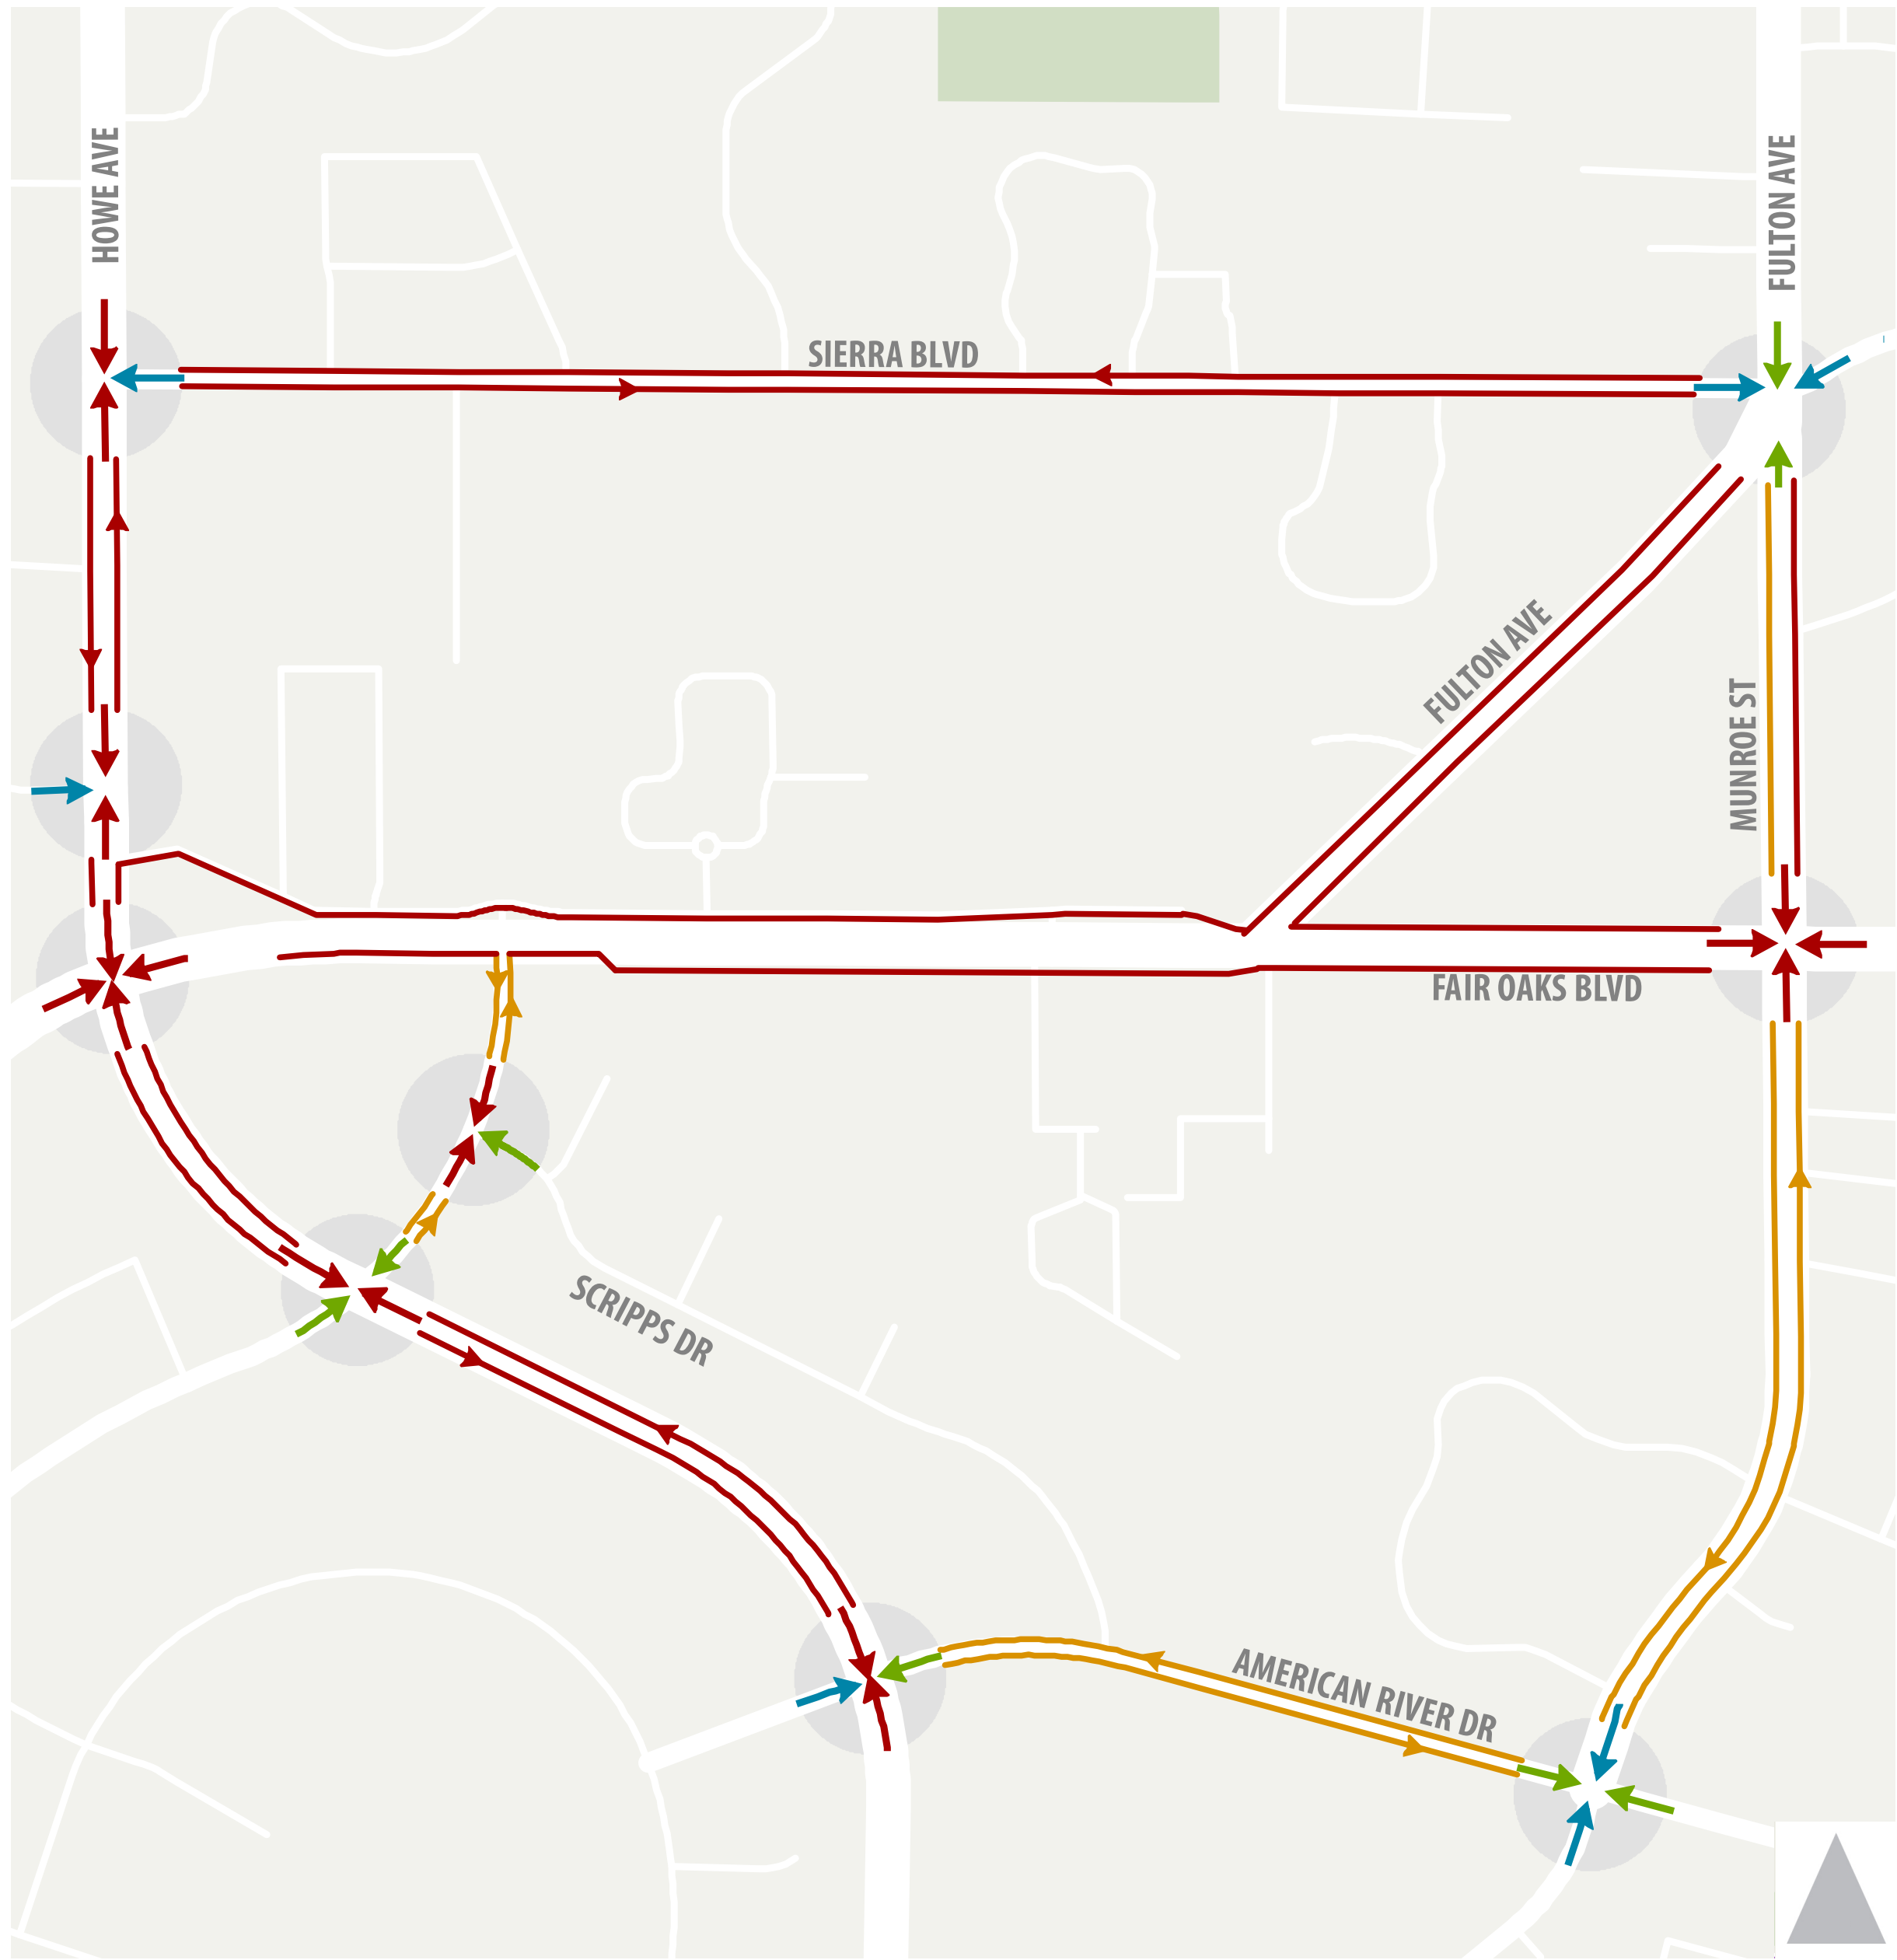 HOWE AVE
FULTON AVE
SIERRA BLVD
FULTON AVE
MUNROE ST
FAIR OAKS BLVD
SCRIPPS DR
AMERICAN RIVER DR